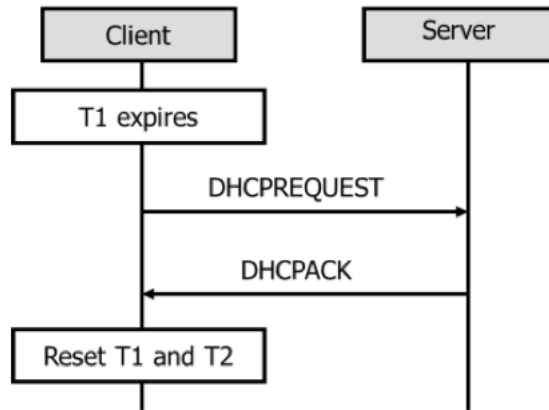 Client
Server
T1 expires
DHCPREQUEST
DHCPACK
Reset T1 and T2